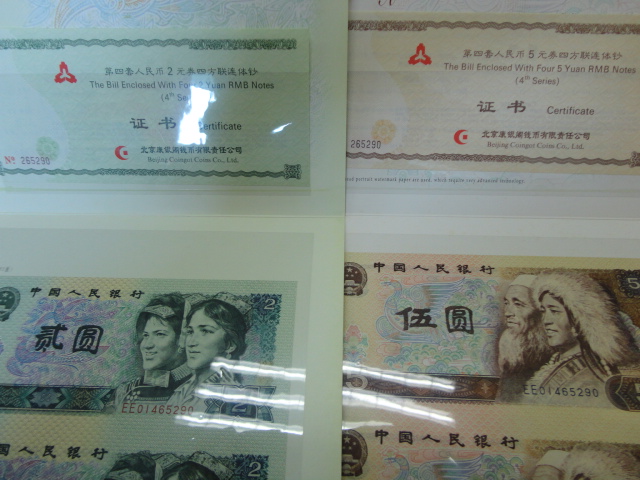 第四套人民币2元券四方联连体钞
The Bill Enclosed With Four 2 Yuan RMB Notes
(4th Series)
证书 Certificate
北京康银阁钱币有限责任公司
Beijing Coinget Coins Co., Ltd.
№ 265290
第四套人民币5元券四方联连体钞
The Bill Enclosed With Four 5 Yuan RMB Notes
(4th Series)
证书 Certificate
北京康银阁钱币有限责任公司
Beijing Coinget Coins Co., Ltd.
265290
中国人民银行
2
贰圆
EE01465290
中国人民银行
2
中国人民银行
5
伍圆
EE01465290
中国人民银行